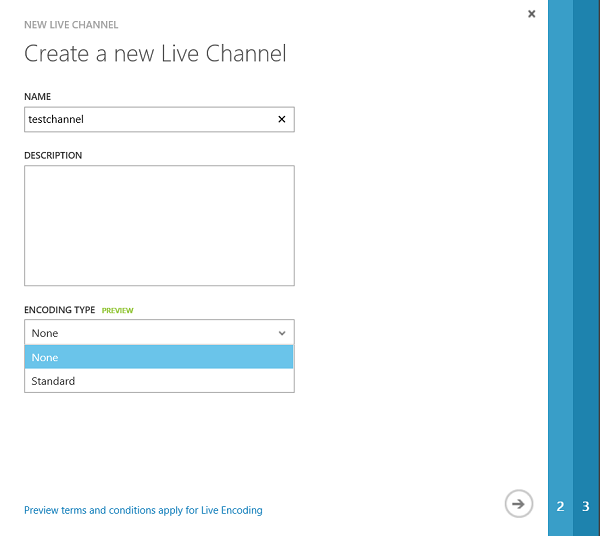 NEW LIVE CHANNEL
Create a new Live Channel
NAME
testchannel
DESCRIPTION
ENCODING TYPE PREVIEW
None
None
Standard
Preview terms and conditions apply for Live Encoding
2 3